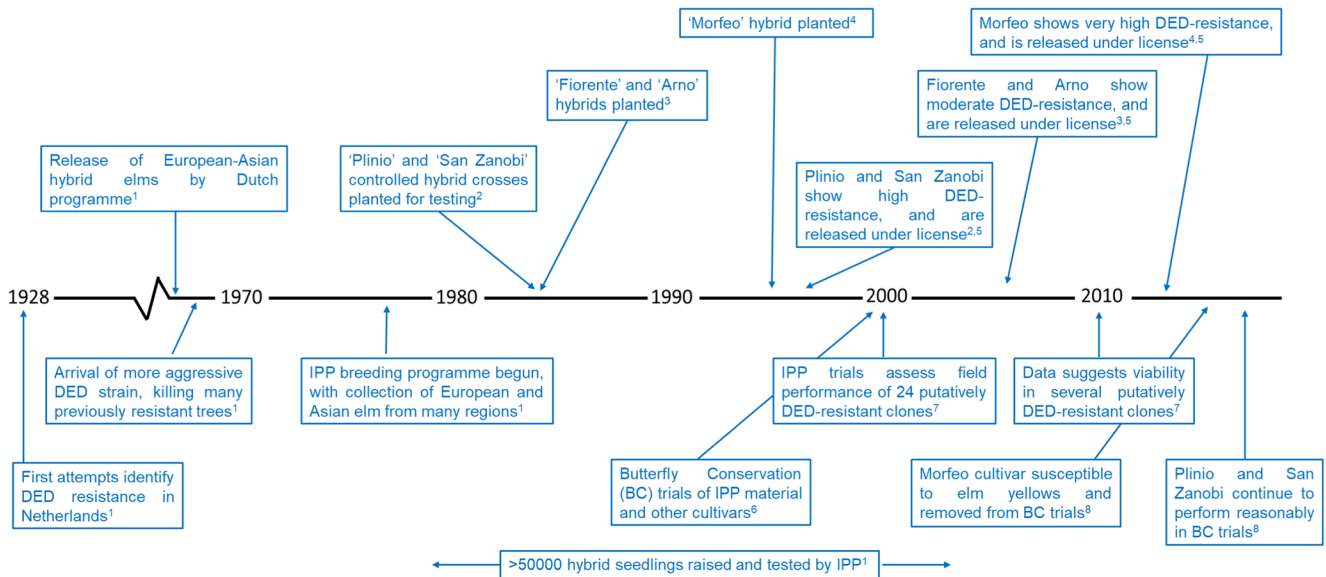 'Morfeo' hybrid planted⁴
Morfeo shows very high DED-resistance,
and is released under license⁴,⁵
'Fiorente' and 'Arno'
hybrids planted³
Fiorente and Arno show
moderate DED-resistance, and
are released under license³,⁵
Release of European-Asian
hybrid elms by Dutch
programme¹
'Plinio' and 'San Zanobi'
controlled hybrid crosses
planted for testing²
Plinio and San Zanobi
show high DED-
resistance, and are
released under license²,⁵
1928
1970
1980
1990
2000
2010
Arrival of more aggressive
DED strain, killing many
previously resistant trees¹
IPP breeding programme begun,
with collection of European and
Asian elm from many regions¹
IPP trials assess field
performance of 24 putatively
DED-resistant clones⁷
Data suggests viability
in several putatively
DED-resistant clones⁷
First attempts identify
DED resistance in
Netherlands¹
Butterfly Conservation
(BC) trials of IPP material
and other cultivars⁶
Morfeo cultivar susceptible
to elm yellows and
removed from BC trials⁸
Plinio and San
Zanobi continue to
perform reasonably
in BC trials⁸
>50000 hybrid seedlings raised and tested by IPP¹